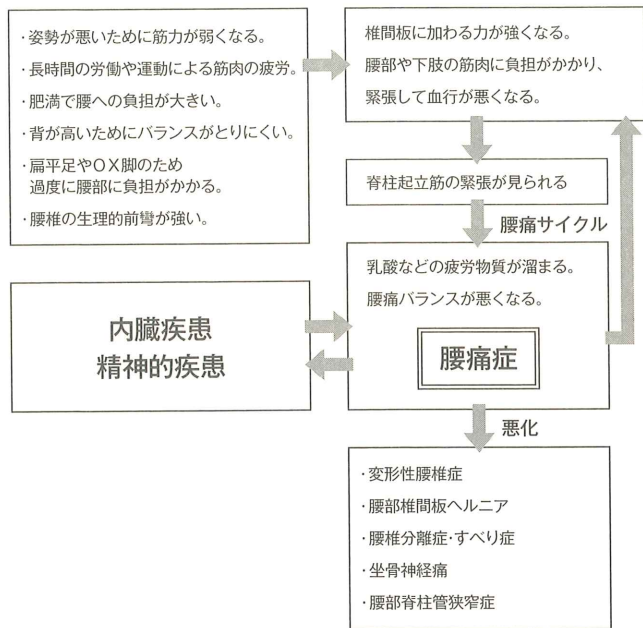 ・姿勢が悪いために筋力が弱くなる。
・長時間の労働や運動による筋肉の疲労。
・肥満で腰への負担が大きい。
・背が高いためにバランスがとりにくい。
・扁平足やOX脚のため
過度に腰部に負担がかかる。
・腰椎の生理的前彎が強い。
椎間板に加わる力が強くなる。
腰部や下肢の筋肉に負担がかかり、
緊張して血行が悪くなる。
脊柱起立筋の緊張が見られる
腰痛サイクル
乳酸などの疲労物質が溜まる。
腰痛バランスが悪くなる。
腰痛症
内臓疾患
精神的疾患
悪化
・変形性腰椎症
・腰部椎間板ヘルニア
・腰椎分離症・すべり症
・坐骨神経痛
・腰部脊柱管狭窄症